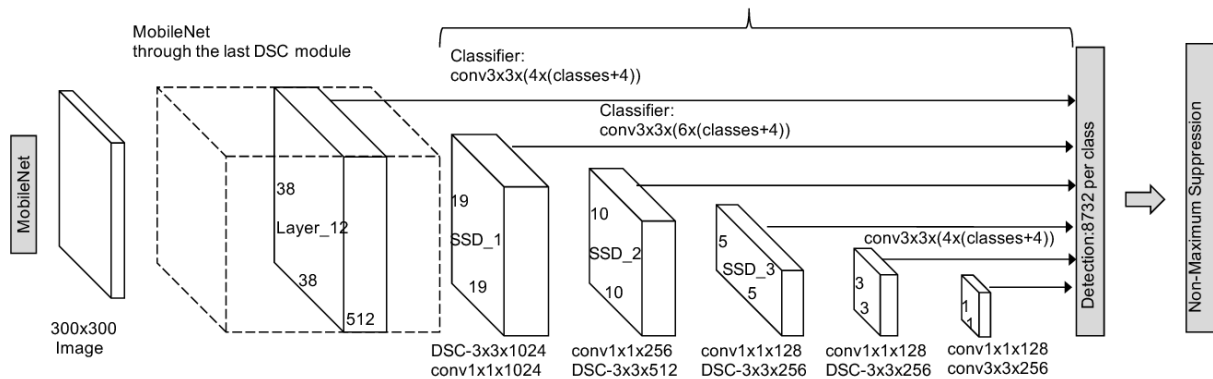 MobileNet
300x300
Image
MobileNet
through the last DSC module
38
Layer_12
38
512
Classifier:
conv3x3x(4x(classes+4))
Classifier:
conv3x3x(6x(classes+4))
19
SSD_1
19
DSC-3x3x1024
conv1x1x1024
10
SSD_2
10
conv1x1x256
DSC-3x3x512
5
SSD_3
5
conv1x1x128
DSC-3x3x256
conv3x3x(4x(classes+4))
3
3
conv1x1x128
DSC-3x3x256
1
1
conv1x1x128
conv3x3x256
Detection:8732 per class
Non-Maximum Suppression